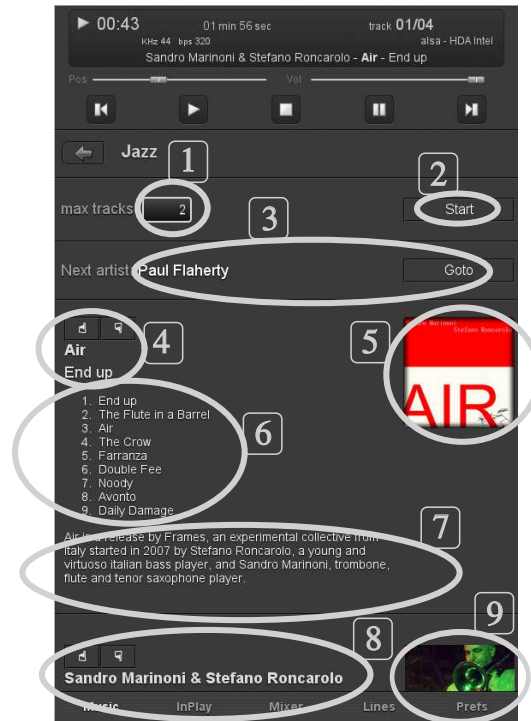 00:43 01 min 56 sec track 01/04
KHz 44 bps 320 alsa - HDA Intel
Sandro Marinoni & Stefano Roncarolo - Air - End up
Pos Vol
Jazz
1
2
max tracks 2 Start
3
Next artist: Paul Flaherty Goto
4
Air
End up
5
Sandro Marinoni
Stefano Roncarolo
AIR
1. End up
2. The Flute in a Barrel
3. Air
4. The Crow
5. Farranza
6. Double Fee
7. Noody
8. Avonto
9. Daily Damage
6
7
Air is a release by Frames, an experimental collective from
Italy started in 2007 by Stefano Roncarolo, a young and
virtuoso italian bass player, and Sandro Marinoni, trombone,
flute and tenor saxophone player.
8
9
Sandro Marinoni & Stefano Roncarolo
Music InPlay Mixer Lines Prefs